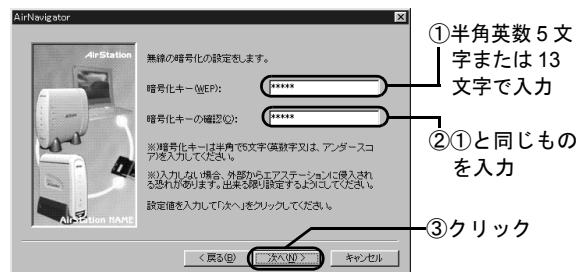 AirNavigator
AirStation
無線の暗号化の設定をします。
暗号化キー(WEP):
*****
暗号化キーの確認(C):
*****
※)暗号化キーは半角で5文字(英数字又は、アンダースコ
ア)を入力してください。
※)入力しない場合、外部からエアステーションに侵入され
る恐れがあります。出来る限り設定するようにしてください。
設定値を入力して「次へ」をクリックしてください。
AirStation NAME
< 戻る(B)
次へ(N) >
キャンセル
①半角英数 5 文
字または 13
文字で入力
②①と同じもの
を入力
③クリック